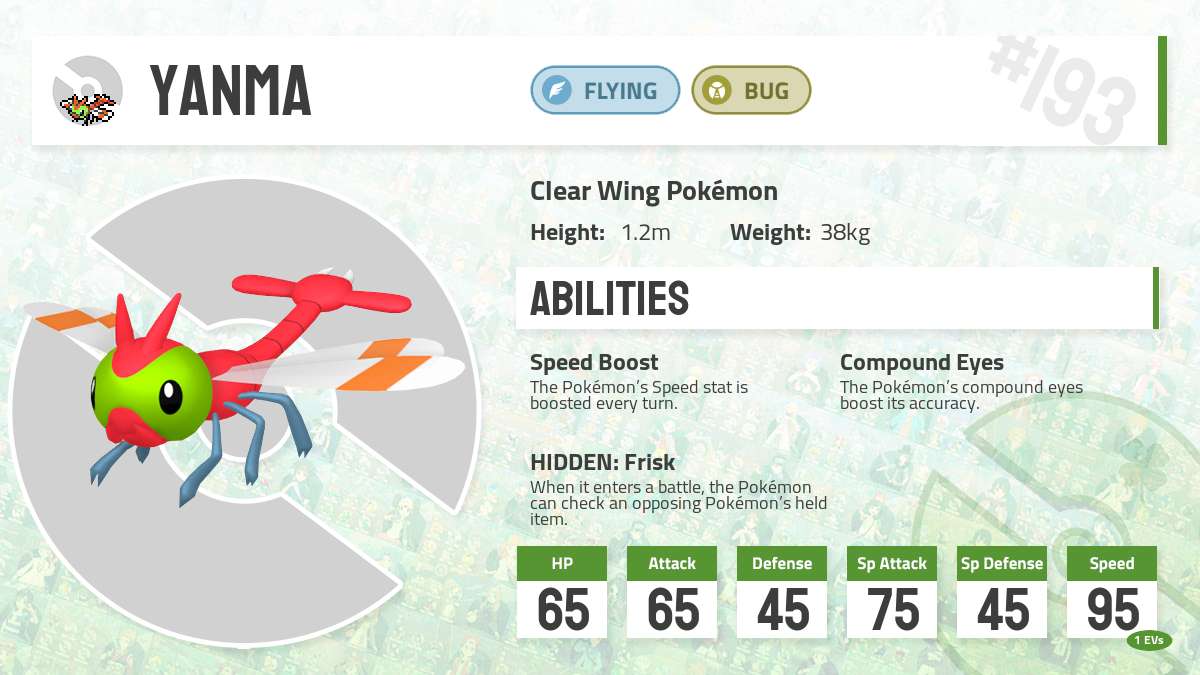 YANMA
FLYING
BUG
#193
Clear Wing Pokémon
Height: 1.2m Weight: 38kg
ABILITIES
Speed Boost
The Pokémon's Speed stat is
boosted every turn.
Compound Eyes
The Pokémon's compound eyes
boost its accuracy.
HIDDEN: Frisk
When it enters a battle, the Pokémon
can check an opposing Pokémon's held
item.
HP Attack Defense Sp Attack Sp Defense Speed
65 65 45 75 45 95
1 EVs